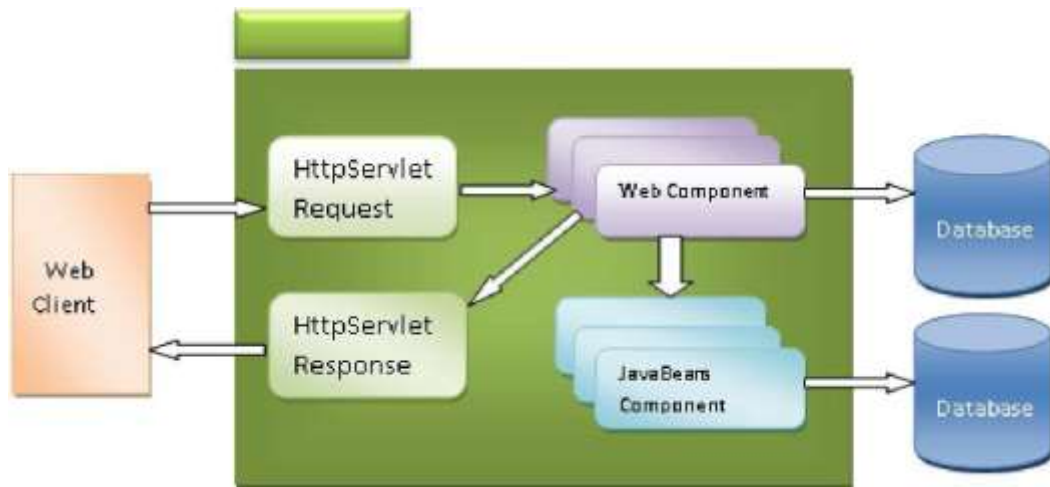 HttpServlet
Request
Web Component
Database
Web
Client
HttpServlet
Response
JavaBeans
Component
Database